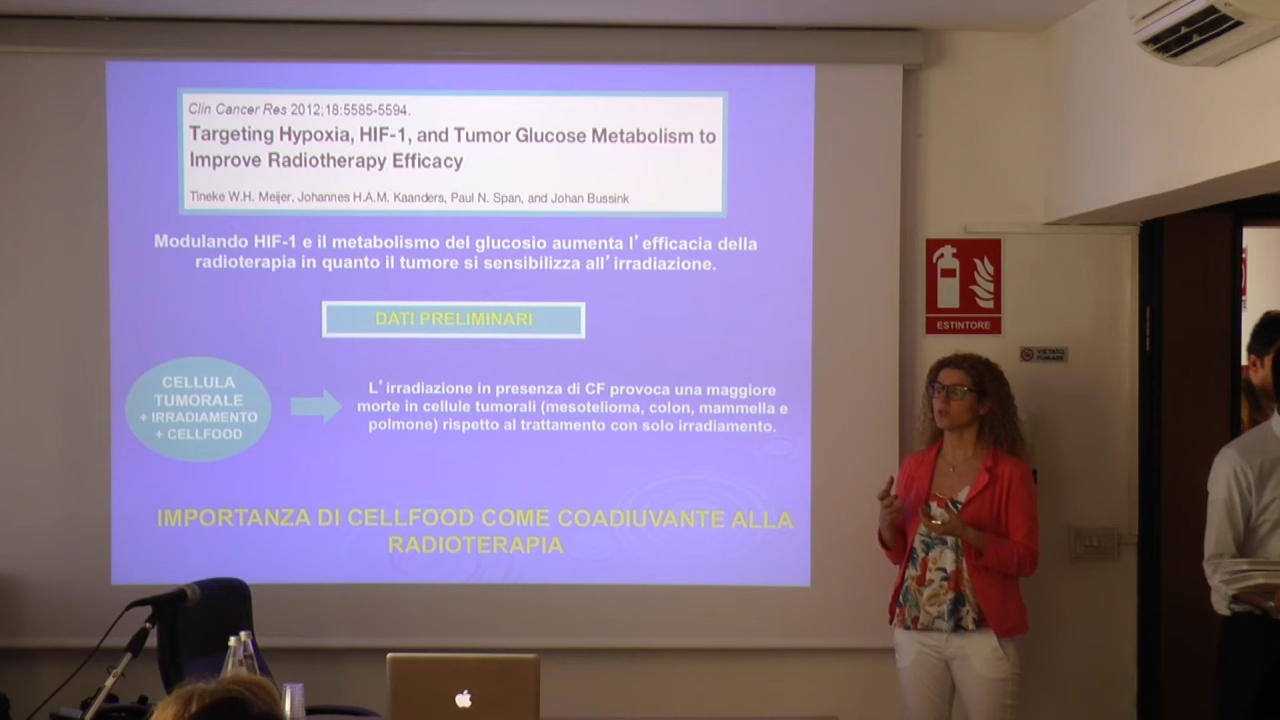 Clin Cancer Res 2012;18:5585-5594.
Targeting Hypoxia, HIF-1, and Tumor Glucose Metabolism to
Improve Radiotherapy Efficacy
Tineke W.H. Meijer, Johannes H.A.M. Kaanders, Paul N. Span, and Johan Bussink
Modulando HIF-1 e il metabolismo del glucosio aumenta l’efficacia della
radioterapia in quanto il tumore si sensibilizza all’irradiazione.
DATI PRELIMINARI
CELLULA
TUMORALE
+ IRRADIAMENTO
+ CELLFOOD
L’irradiazione in presenza di CF provoca una maggiore
morte in cellule tumorali (mesotelioma, colon, mammella e
polmone) rispetto al trattamento con solo irradiamento.
IMPORTANZA DI CELLFOOD COME COADIUVANTE ALLA
RADIOTERAPIA
ESTINTORE
VIETATO
FUMARE